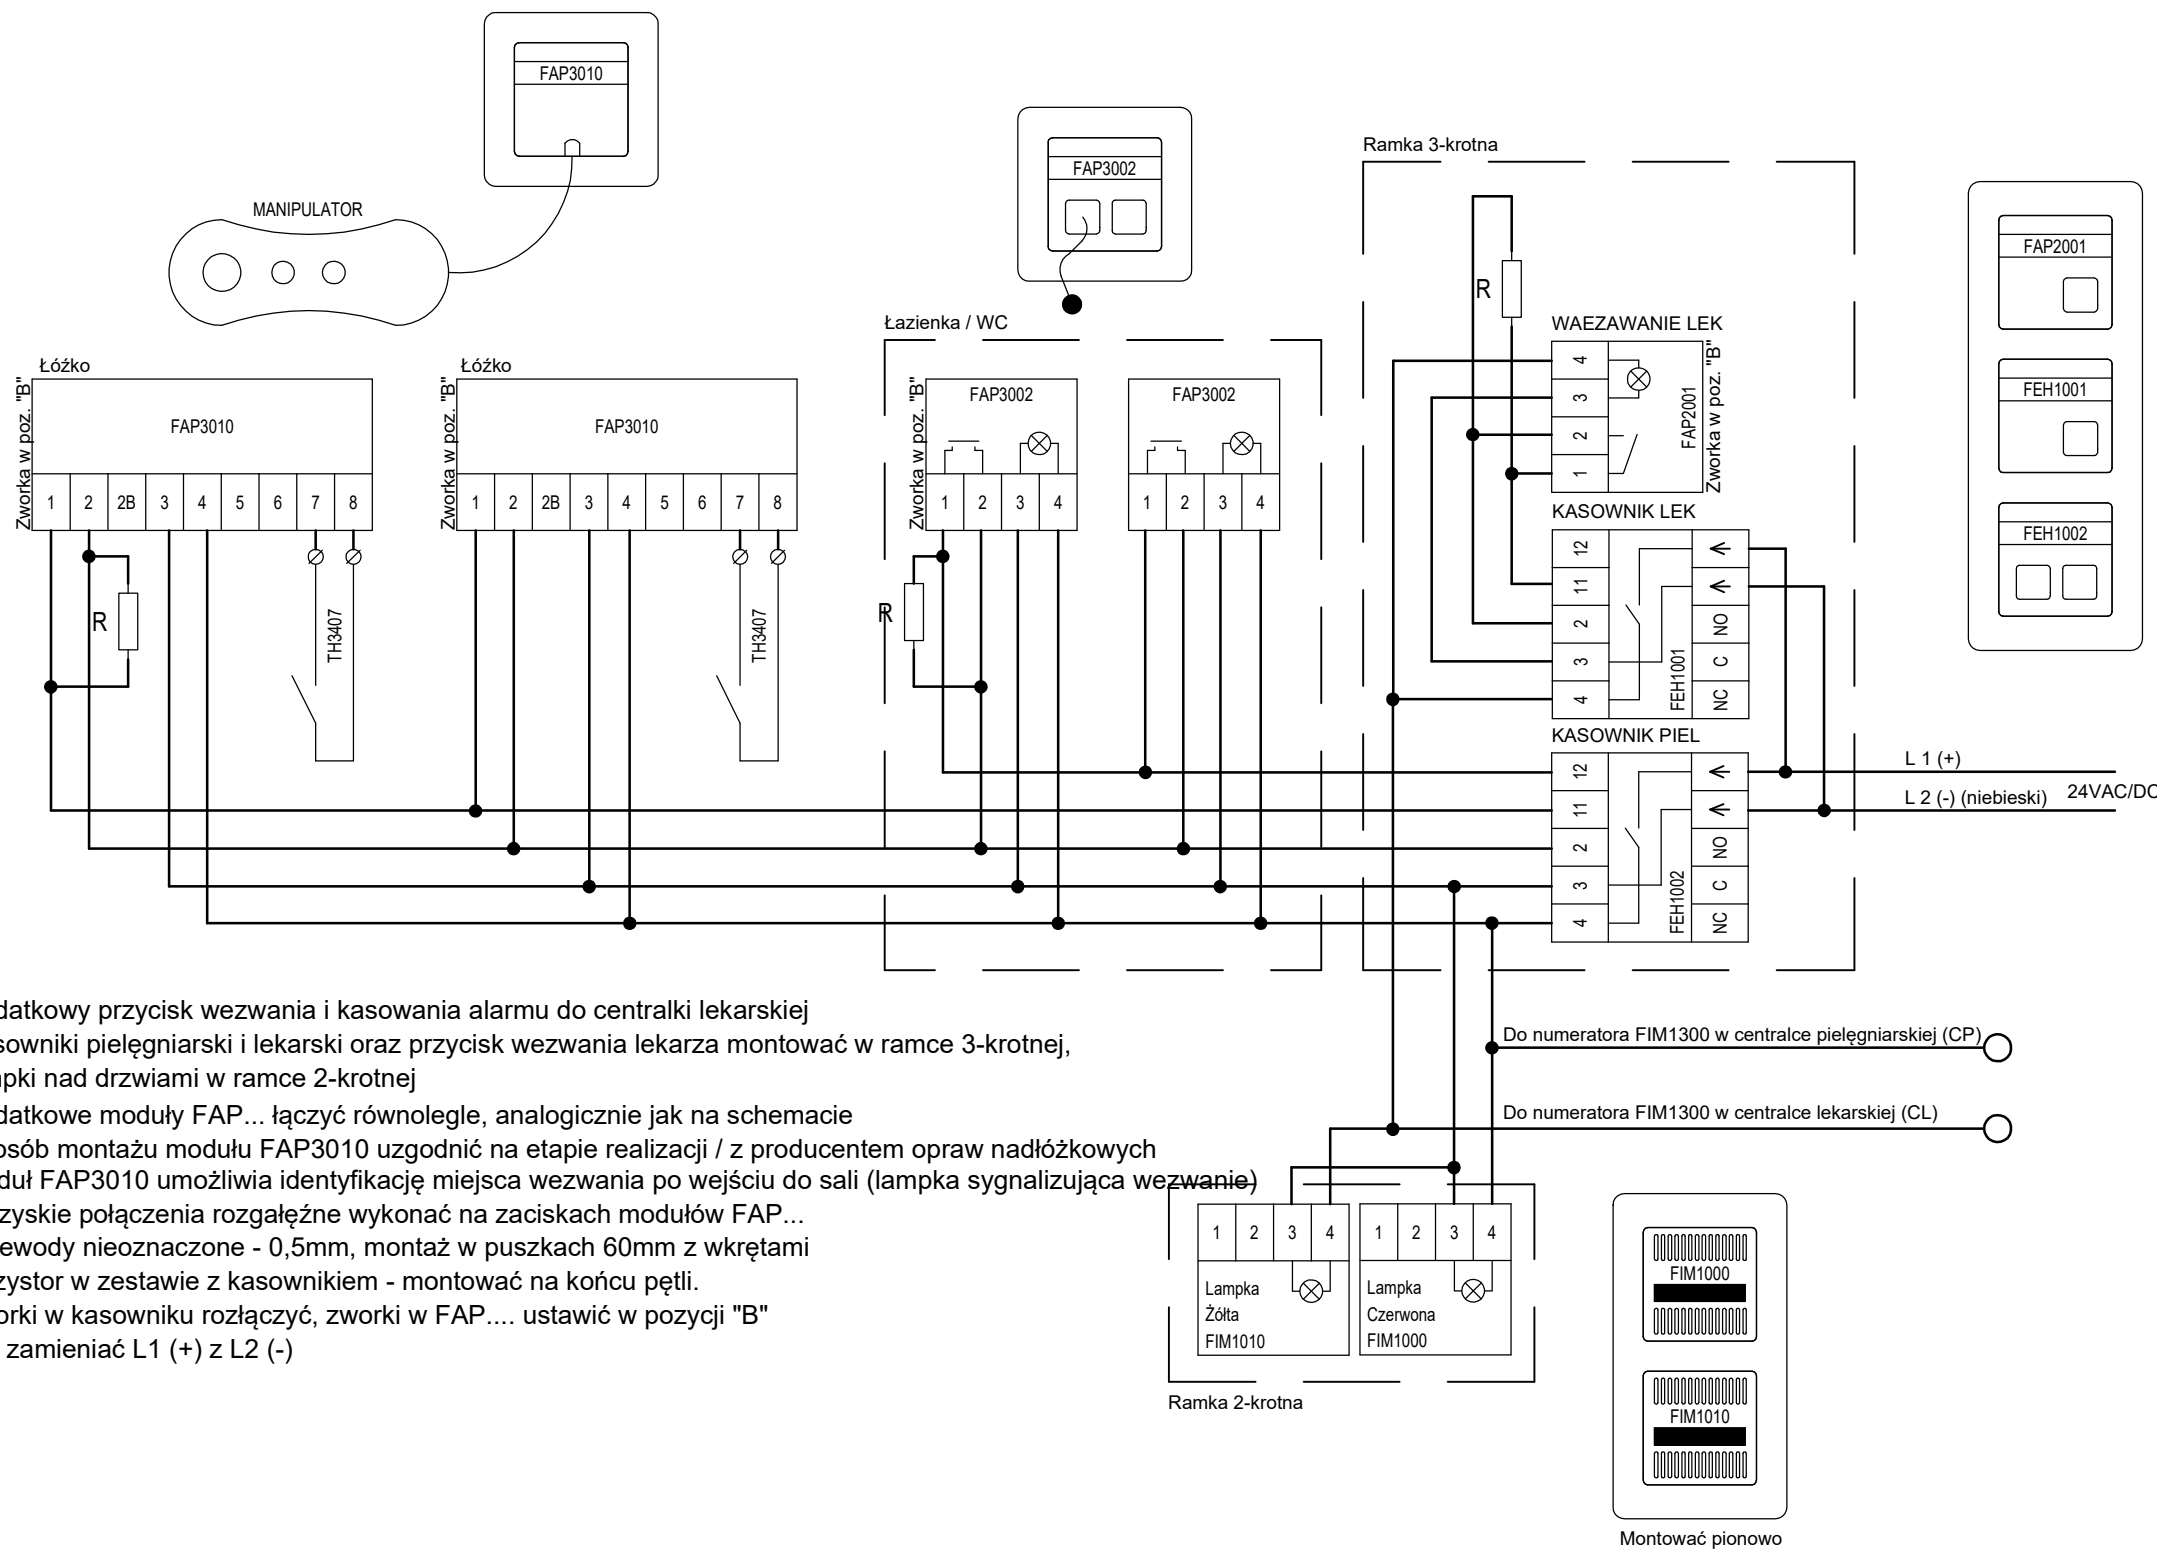 FAP3010
MANIPULATOR
FAP3002
Ramka 3-krotna
FAP2001
FEH1001
FEH1002
Łóźko
Zworka w poz. "B"
FAP3010
1 2 2B 3 4 5 6 7 8
R
TH3407
Łóźko
Zworka w poz. "B"
FAP3010
1 2 2B 3 4 5 6 7 8
TH3407
Łazienka / WC
Zworka w poz. "B"
FAP3002
1 2 3 4
R
FAP3002
1 2 3 4
R
WAEZAWANIE LEK
4
3
2
1
FAP2001
Zworka w poz. "B"
KASOWNIK LEK
12
11
2 NO
3 C
4 NC
FEH1001
KASOWNIK PIEL
12
11
2 NO
3 C
4 NC
FEH1002
L 1 (+)
L 2 (-) (niebieski)
24VAC/DC
datkowy przycisk wezwania i kasowania alarmu do centralki lekarskiej
sowniki pielęgniarski i lekarski oraz przycisk wezwania lekarza montować w ramce 3-krotnej,
pki nad drzwiami w ramce 2-krotnej
datkowe moduły FAP... łączyć równolegle, analogicznie jak na schemacie
osób montażu modułu FAP3010 uzgodnić na etapie realizacji / z producentem opraw nadłóżkowych
duł FAP3010 umożliwia identyfikację miejsca wezwania po wejściu do sali (lampka sygnalizująca wezwanie)
zyskie połączenia rozgałęźne wykonać na zaciskach modułów FAP...
ewody nieoznaczone - 0,5mm, montaż w puszkach 60mm z wkrętami
zystor w zestawie z kasownikiem - montować na końcu pętli.
orki w kasowniku rozłączyć, zworki w FAP.... ustawić w pozycji "B"
zamieniać L1 (+) z L2 (-)
Do numeratora FIM1300 w centralce pielęgniarskiej (CP)
Do numeratora FIM1300 w centralce lekarskiej (CL)
1 2 3 4
Lampka
Żółta
FIM1010
1 2 3 4
Lampka
Czerwona
FIM1000
Ramka 2-krotna
FIM1000
FIM1010
Montować pionowo